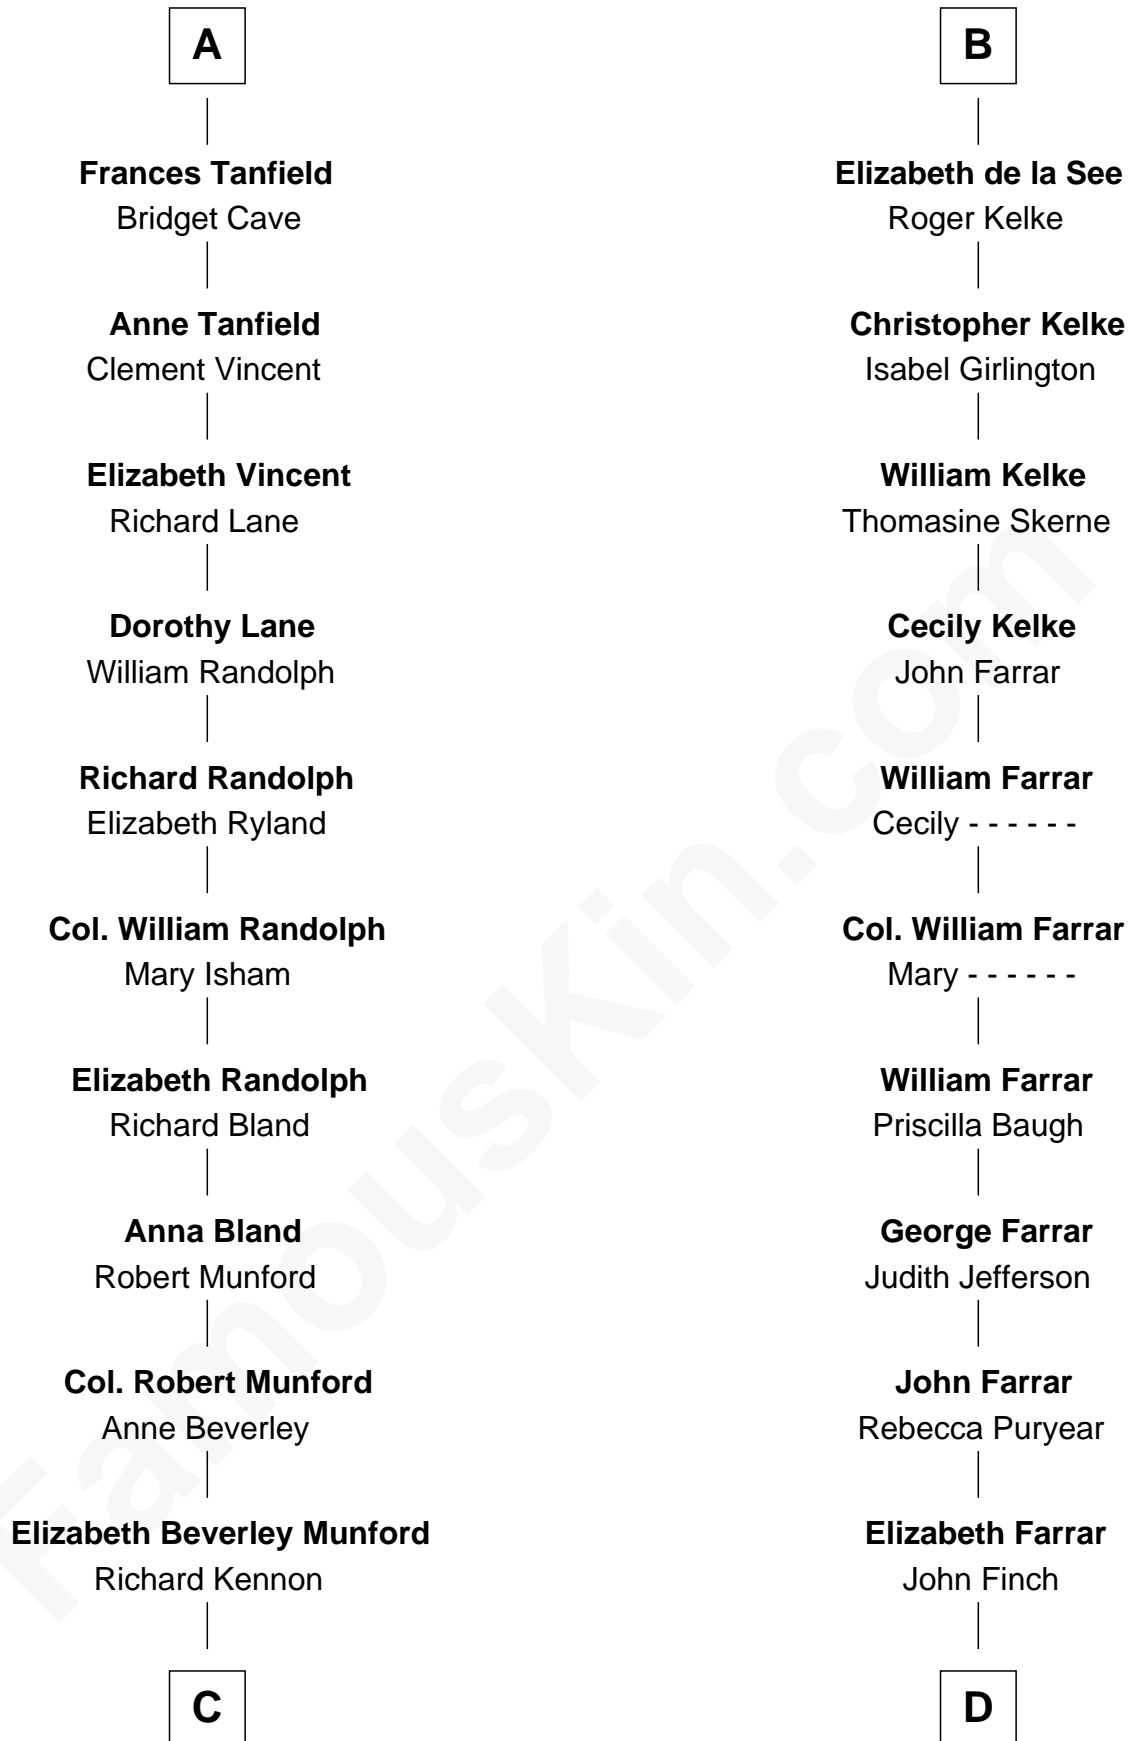 A
Frances Tanfield
Bridget Cave
Anne Tanfield
Clement Vincent
Elizabeth Vincent
Richard Lane
Dorothy Lane
William Randolph
Richard Randolph
Elizabeth Ryland
Col. William Randolph
Mary Isham
Elizabeth Randolph
Richard Bland
Anna Bland
Robert Munford
Col. Robert Munford
Anne Beverley
Elizabeth Beverley Munford
Richard Kennon
C
B
Elizabeth de la See
Roger Kelke
Christopher Kelke
Isabel Girlington
William Kelke
Thomasine Skerne
Cecily Kelke
John Farrar
William Farrar
Cecily - - - - - -
Col. William Farrar
Mary - - - - - -
William Farrar
Priscilla Baugh
George Farrar
Judith Jefferson
John Farrar
Rebecca Puryear
Elizabeth Farrar
John Finch
D
FamousKin.com